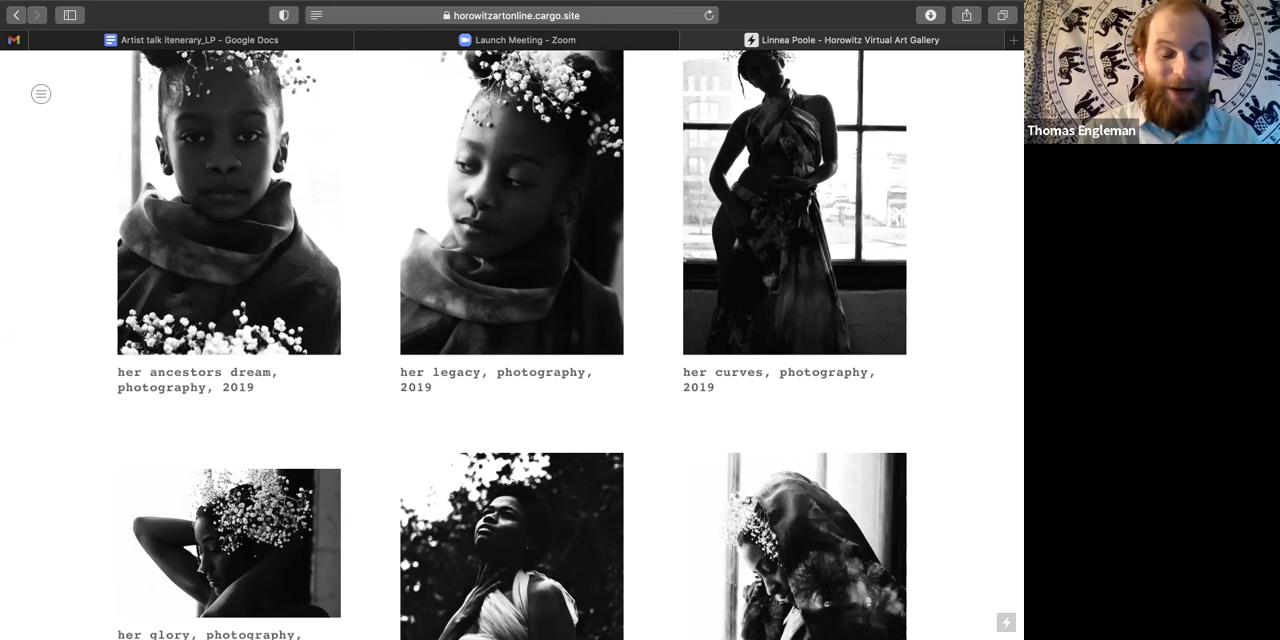 horowitzartonline.cargo.site
Artist talk itenerary_LP - Google Docs
Launch Meeting - Zoom
Linnea Poole - Horowitz Virtual Art Gallery
Thomas Engleman
her ancestors dream,
photography, 2019
her legacy, photography,
2019
her curves, photography,
2019
her glory, photography,